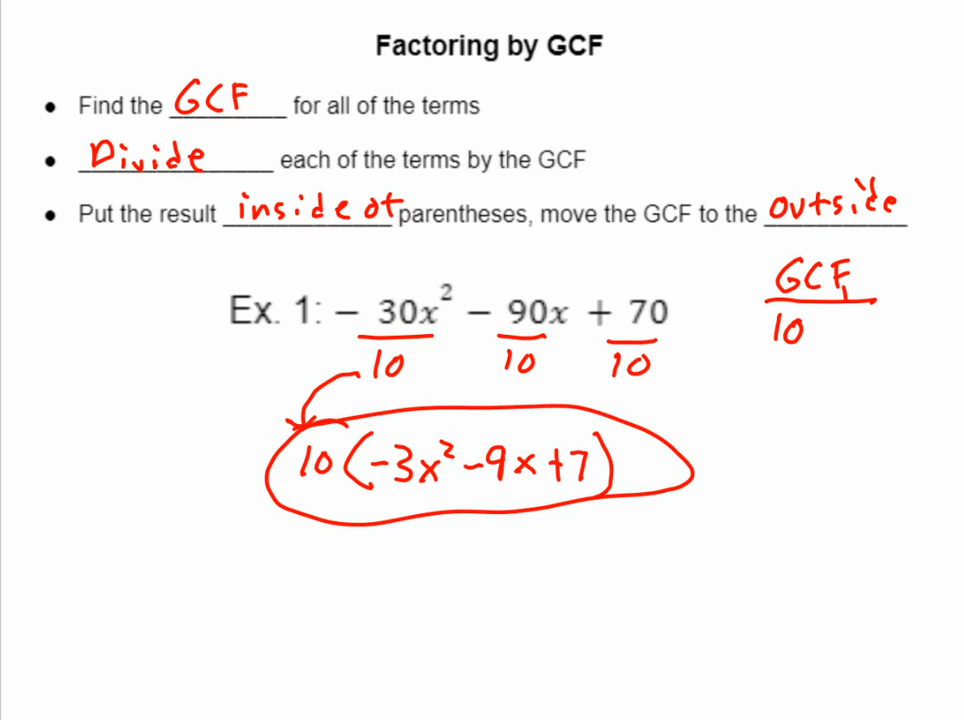 Factoring by GCF
● Find the GCF for all of the terms
● Divide each of the terms by the GCF
● Put the result inside of parentheses, move the GCF to the outside
GCF
10
Ex. 1: − 30x² − 90x + 70
10 10 10
10(-3x²-9x+7)